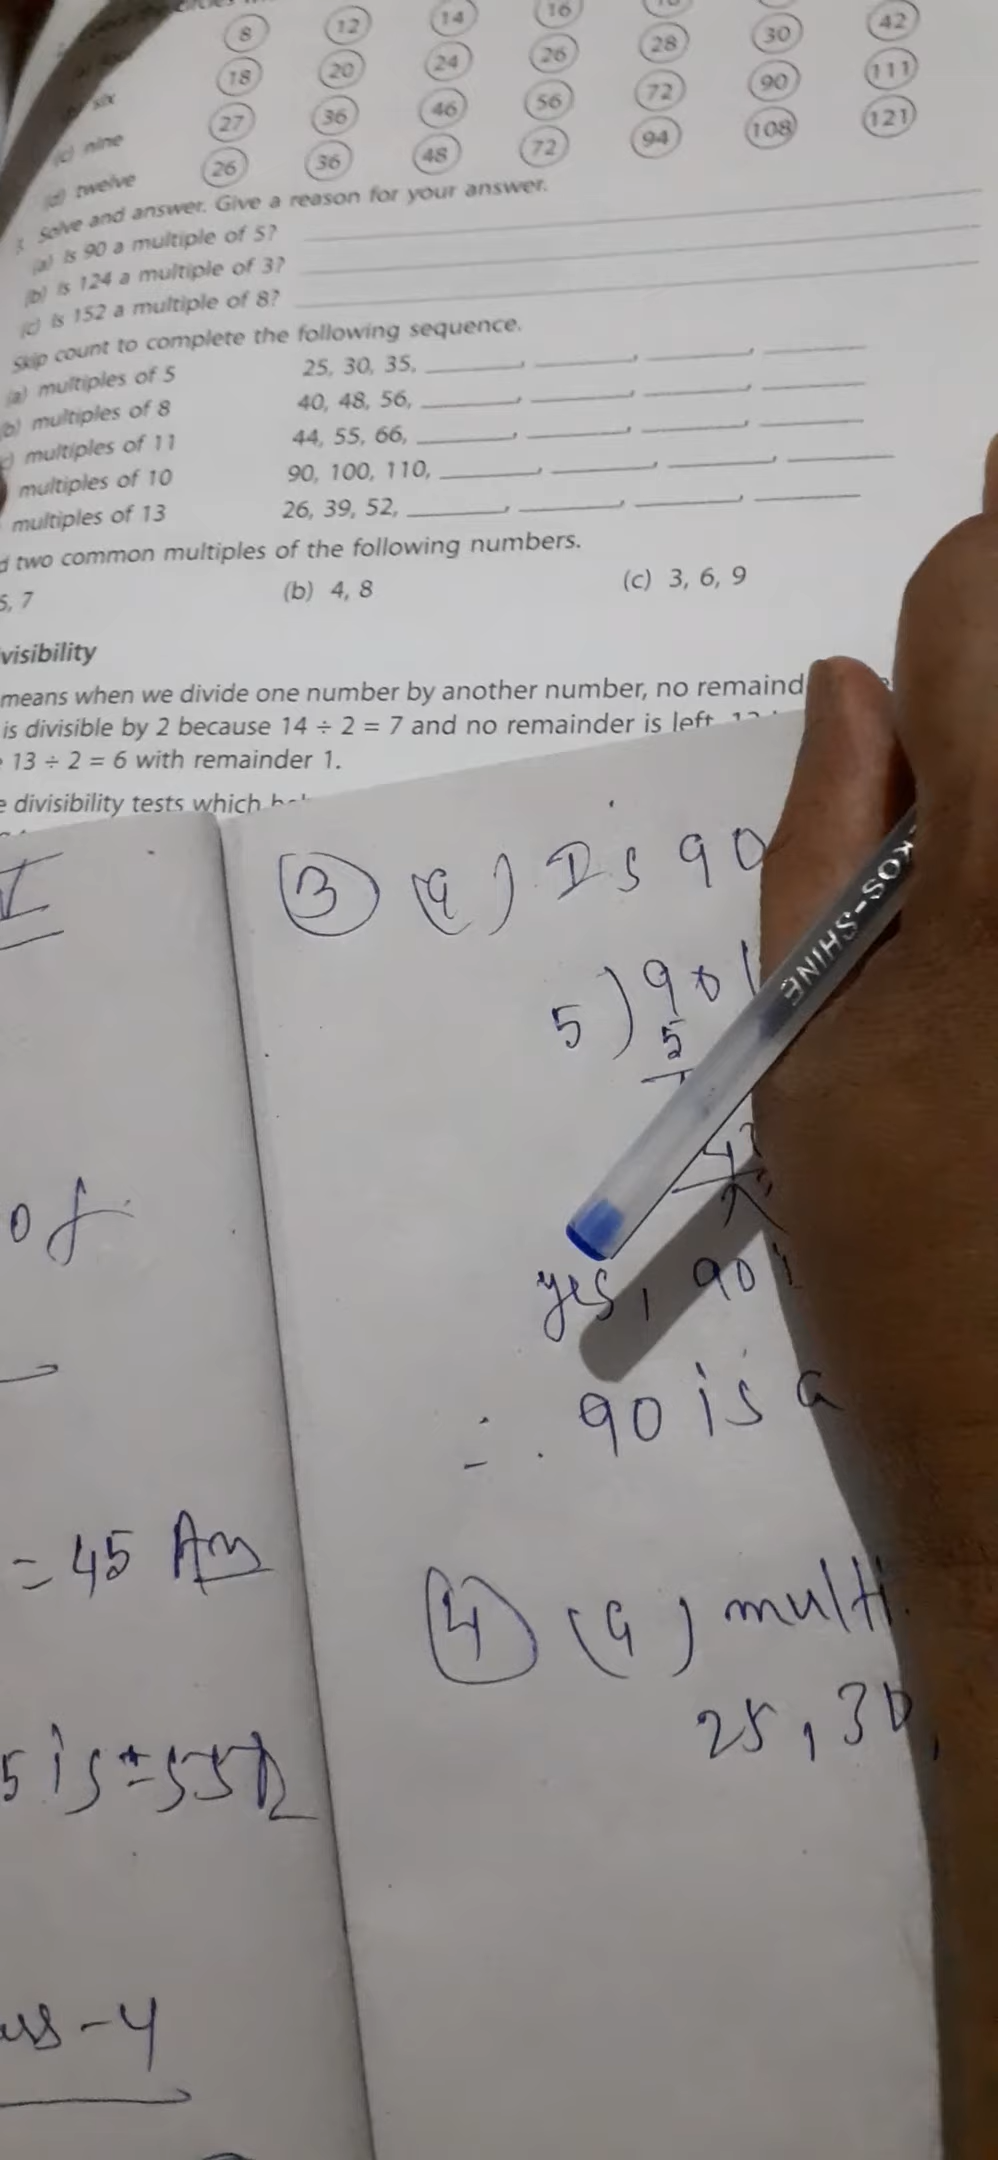 8 12 14 16
18 20 24 26 28 30 42
six
27 36 46 56 72 90 111
(c) nine
26 36 48 72 94 108 121
(d) twelve
Solve and answer. Give a reason for your answer.
(a) Is 90 a multiple of 5?
(b) Is 124 a multiple of 3?
(c) Is 152 a multiple of 8?
Skip count to complete the following sequence.
(a) multiples of 5 25, 30, 35,
(b) multiples of 8 40, 48, 56,
multiples of 11 44, 55, 66,
multiples of 10 90, 100, 110,
multiples of 13 26, 39, 52,
two common multiples of the following numbers.
5, 7 (b) 4, 8 (c) 3, 6, 9
visibility
means when we divide one number by another number, no remaind
is divisible by 2 because 14 ÷ 2 = 7 and no remainder is left
13 ÷ 2 = 6 with remainder 1.
divisibility tests which
3 (a) Is 90
5)90(
5
4
yes, 90
∴ 90 is a
4 (a) multi
25, 30,
of
= 45 Ans
5 is
ss-4
KOS-SHINE